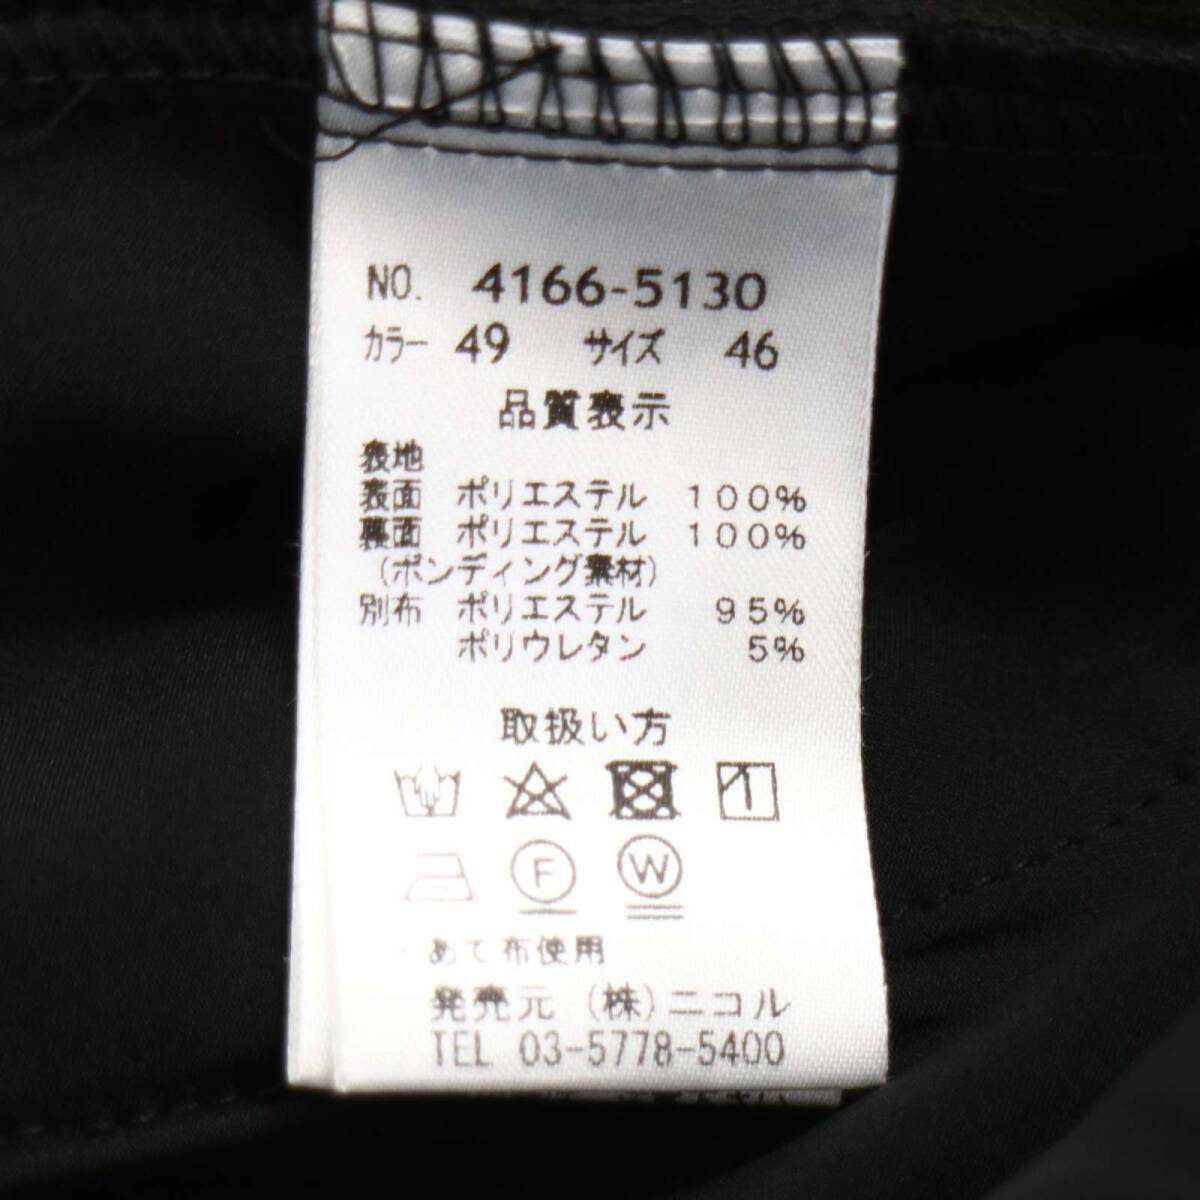 NO. 4166-5130
カラー 49 サイズ 46
品質表示
表地
表面 ポリエステル 100%
裏面 ポリエステル 100%
(ボンディング素材)
別布 ポリエステル 95%
ポリウレタン 5%
取扱い方
F W
あて布使用
発売元 (株)ニコル
TEL 03-5778-5400